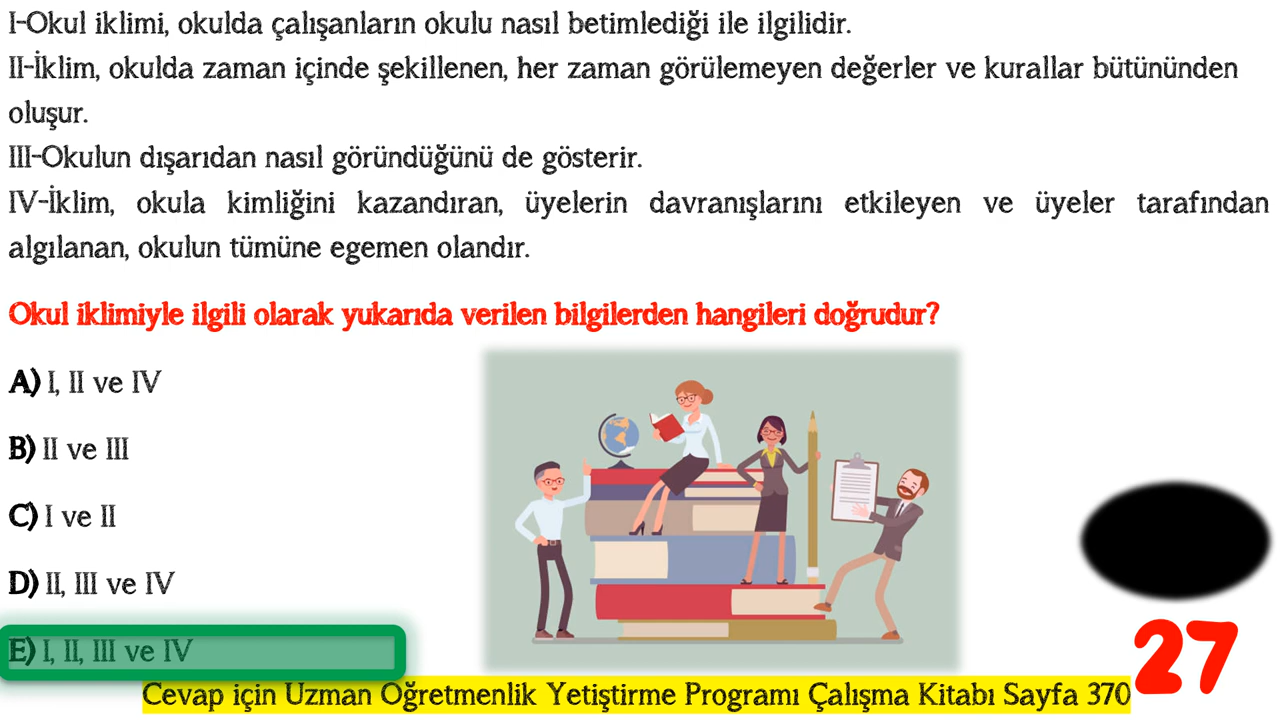 I-Okul iklimi, okulda çalışanların okulu nasıl betimlediği ile ilgilidir.
II-İklim, okulda zaman içinde şekillenen, her zaman görülemeyen değerler ve kurallar bütününden
oluşur.
III-Okulun dışarıdan nasıl göründüğünü de gösterir.
IV-İklim, okula kimliğini kazandıran, üyelerin davranışlarını etkileyen ve üyeler tarafından
algılanan, okulun tümüne egemen olandır.
Okul iklimiyle ilgili olarak yukarıda verilen bilgilerden hangileri doğrudur?
A) I, II ve IV
B) II ve III
C) I ve II
D) II, III ve IV
E) I, II, III ve IV
27
Cevap için Uzman Öğretmenlik Yetiştirme Programı Çalışma Kitabı Sayfa 370